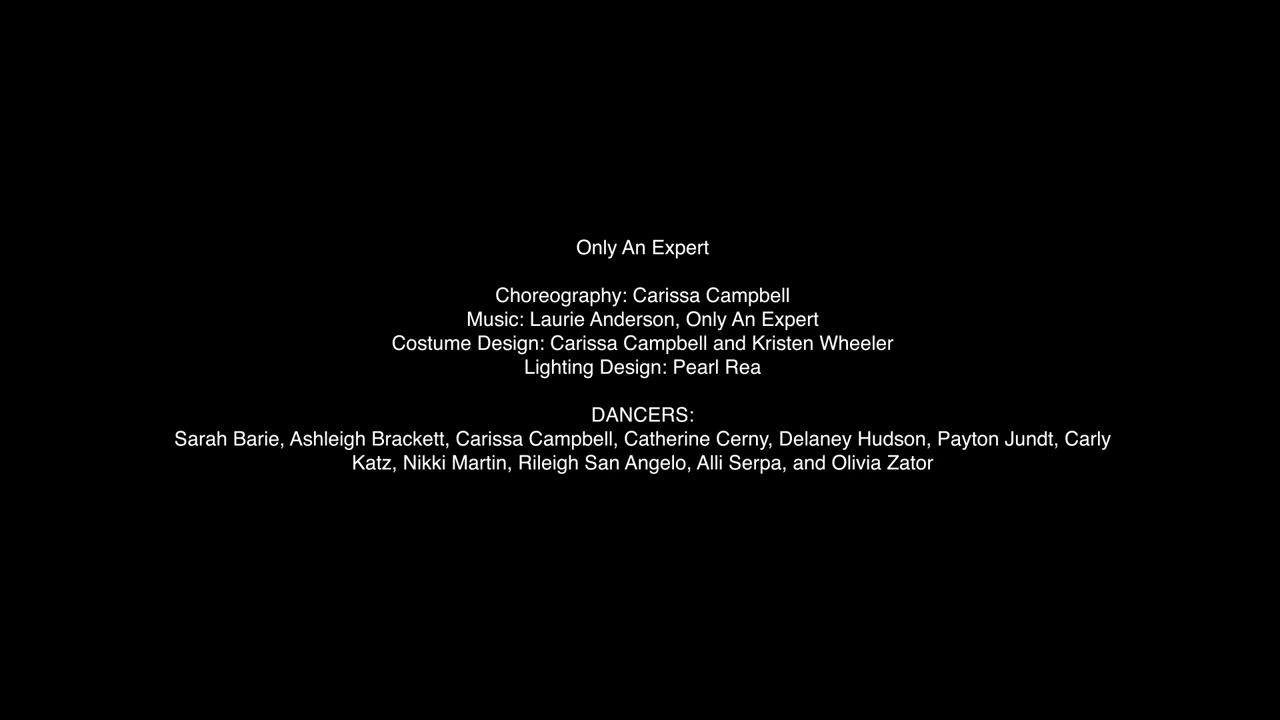 Only An Expert
Choreography: Carissa Campbell
Music: Laurie Anderson, Only An Expert
Costume Design: Carissa Campbell and Kristen Wheeler
Lighting Design: Pearl Rea
DANCERS:
Sarah Barie, Ashleigh Brackett, Carissa Campbell, Catherine Cerny, Delaney Hudson, Payton Jundt, Carly
Katz, Nikki Martin, Rileigh San Angelo, Alli Serpa, and Olivia Zator